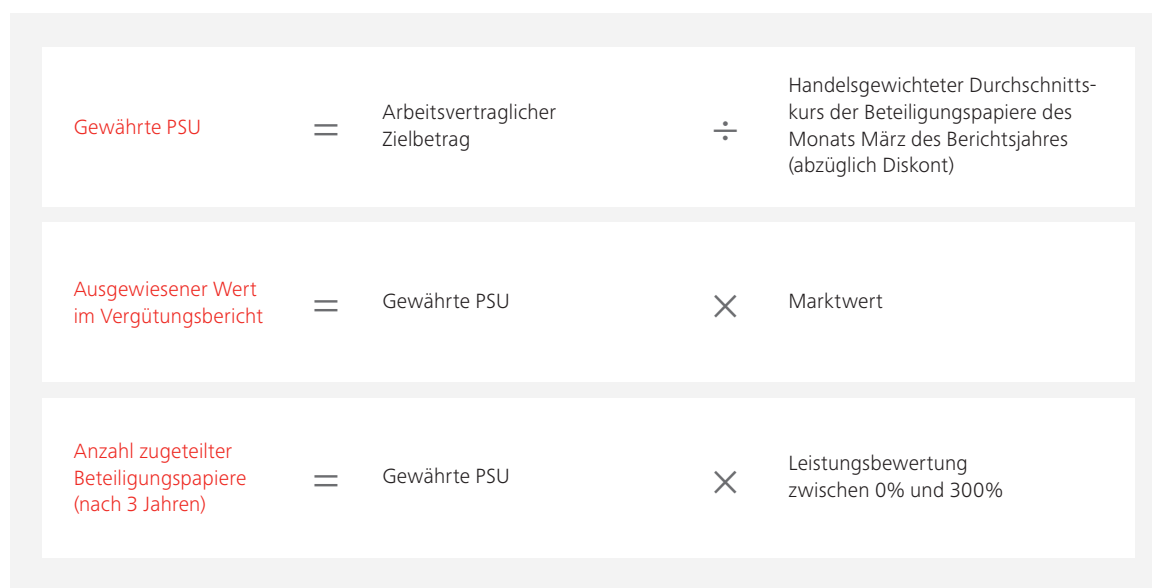 Gewährte PSU
=
Arbeitsvertraglicher
Zielbetrag
÷
Handelsgewichteter Durchschnitts-
kurs der Beteiligungspapiere des
Monats März des Berichtsjahres
(abzüglich Diskont)
Ausgewiesener Wert
im Vergütungsbericht
=
Gewährte PSU
×
Marktwert
Anzahl zugeteilter
Beteiligungspapiere
(nach 3 Jahren)
=
Gewährte PSU
×
Leistungsbewertung
zwischen 0% und 300%